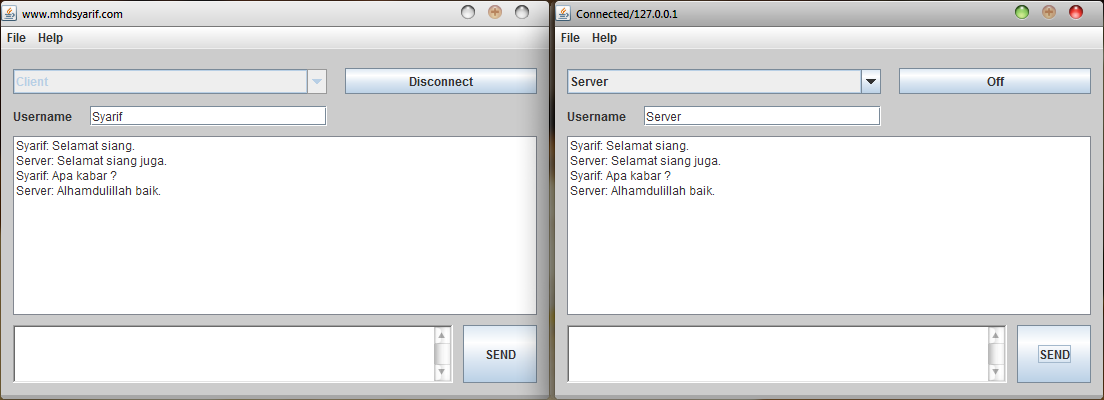 www.mhdsyarif.com
File Help
Client
Disconnect
Username Syarif
Syarif: Selamat siang.
Server: Selamat siang juga.
Syarif: Apa kabar ?
Server: Alhamdulillah baik.
SEND
Connected/127.0.0.1
File Help
Server
Off
Username Server
Syarif: Selamat siang.
Server: Selamat siang juga.
Syarif: Apa kabar ?
Server: Alhamdulillah baik.
SEND